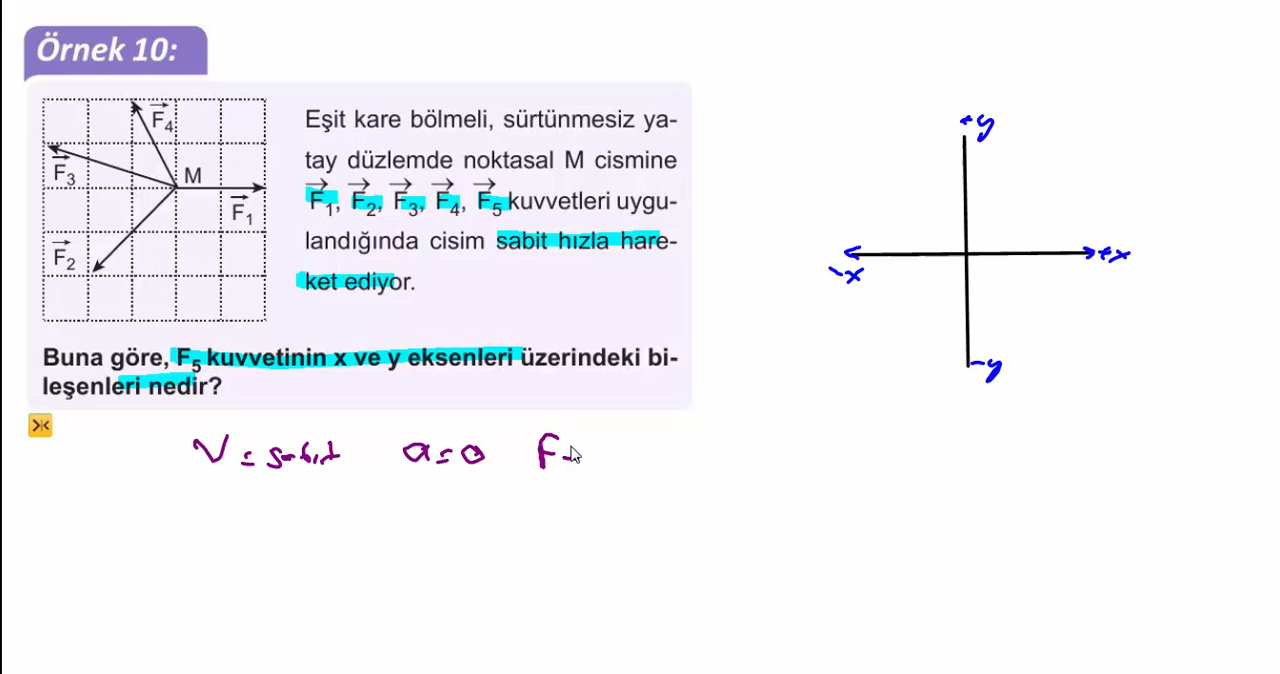 Örnek 10:
F₄
F₃
M
F₁
F₂
Eşit kare bölmeli, sürtünmesiz ya-
tay düzlemde noktasal M cismine
F₁, F₂, F₃, F₄, F₅ kuvvetleri uygu-
landığında cisim sabit hızla hare-
ket ediyor.
Buna göre, F₅ kuvvetinin x ve y eksenleri üzerindeki bi-
leşenleri nedir?
V = sabit a = 0 F=
+y
-x +x
-y